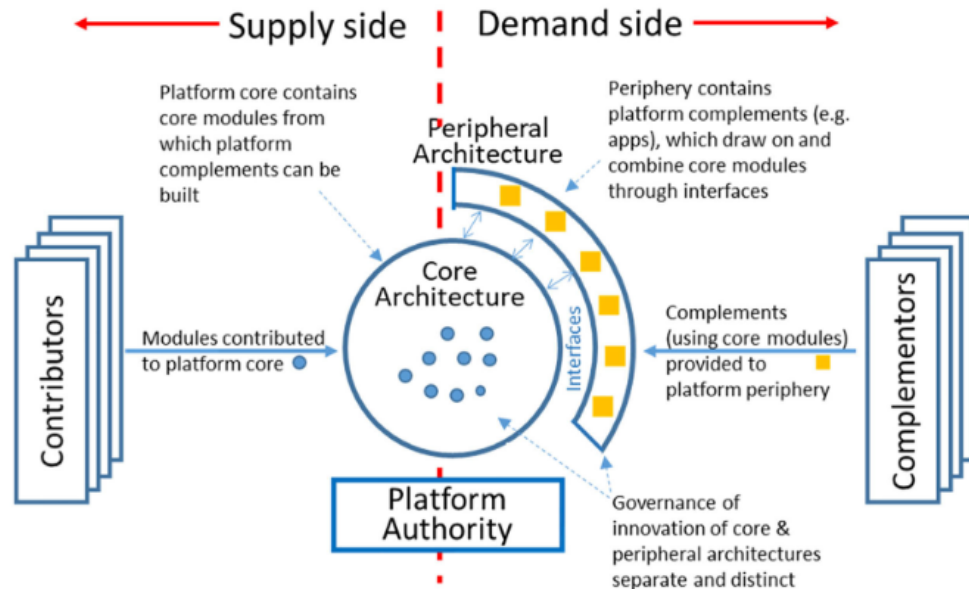 Supply side
Demand side
Platform core contains
core modules from
which platform
complements can be
built
Peripheral
Architecture
Periphery contains
platform complements (e.g.
apps), which draw on and
combine core modules
through interfaces
Contributors
Modules contributed
to platform core
Core
Architecture
Interfaces
Complements
(using core modules)
provided to
platform periphery
Complementors
Platform
Authority
Governance of
innovation of core &
peripheral architectures
separate and distinct